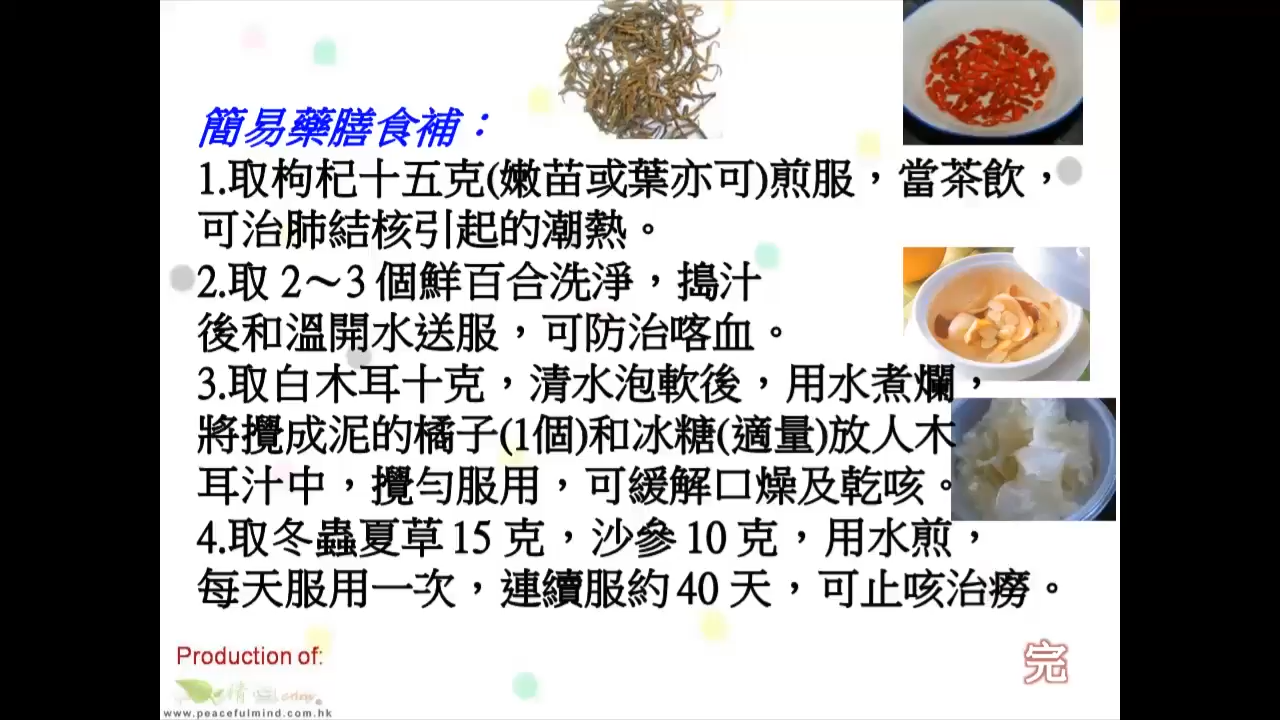 簡易藥膳食補：
1.取枸杞十五克(嫩苗或葉亦可)煎服，當茶飲，
可治肺結核引起的潮熱。
2.取 2～3 個鮮百合洗淨，搗汁
後和溫開水送服，可防治喀血。
3.取白木耳十克，清水泡軟後，用水煮爛，
將攪成泥的橘子(1個)和冰糖(適量)放人木
耳汁中，攪勻服用，可緩解口燥及乾咳。
4.取冬蟲夏草 15 克，沙參 10 克，用水煎，
每天服用一次，連續服約 40 天，可止咳治癆。
Production of:
完
www.peacefulmind.com.hk